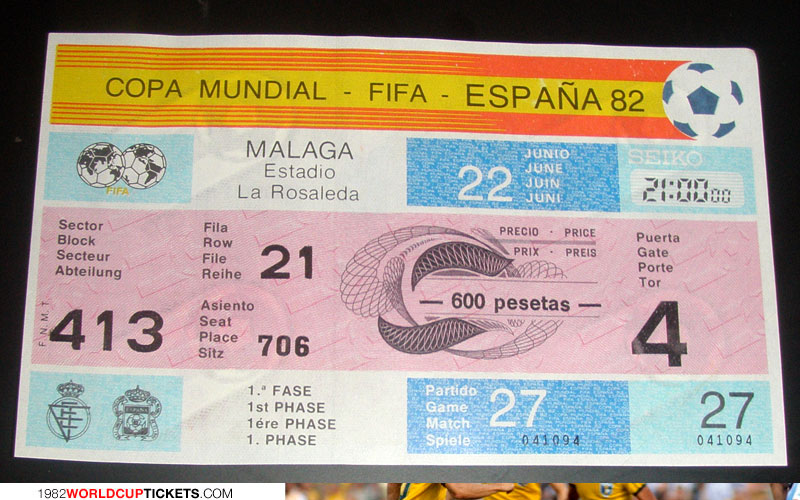 COPA MUNDIAL - FIFA - ESPAÑA 82
FIFA
MALAGA
Estadio
La Rosaleda
22
JUNIO
JUNE
JUIN
JUNI
SEIKO
21:00 00
Sector
Block
Secteur
Abteilung
413
F.N.M.T.
Fila
Row
File
Reihe
21
Asiento
Seat
Place
Sitz
706
PRECIO - PRICE
PRIX - PREIS
— 600 pesetas —
Puerta
Gate
Porte
Tor
4
1.ª FASE
1st PHASE
1ére PHASE
1. PHASE
Partido
Game
Match
Spiele
27
041094
27
041094
1982WORLDCUPTICKETS.COM